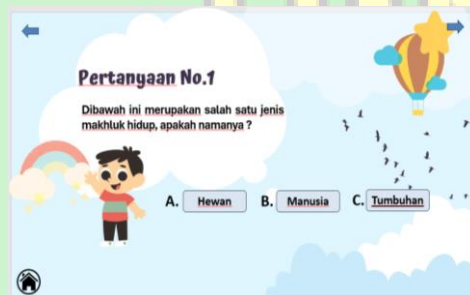 Pertanyaan No.1
Dibawah ini merupakan salah satu jenis
makhluk hidup, apakah namanya ?
A. Hewan B. Manusia C. Tumbuhan